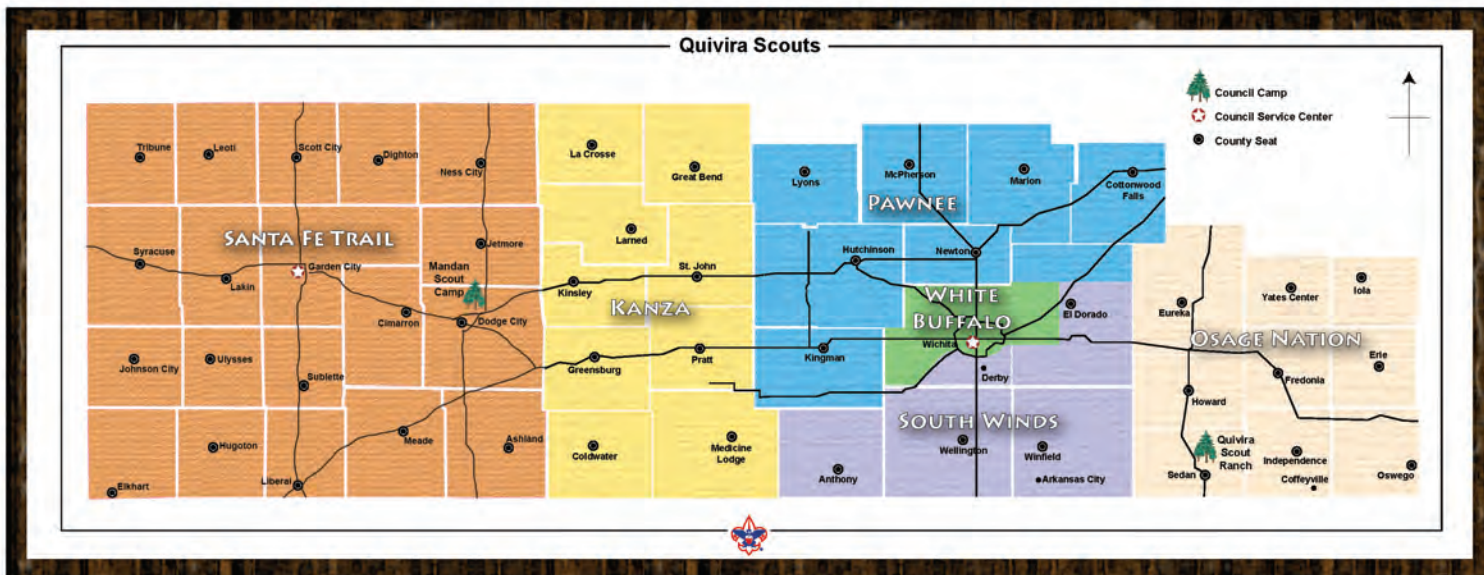 Quivira Scouts
Council Camp
Council Service Center
County Seat
Tribune
Leoti
Scott City
Dighton
Ness City
La Crosse
Great Bend
Lyons
McPherson
Marion
Cottonwood
Falls
PAWNEE
SANTA FE TRAIL
Syracuse
Lakin
Garden City
Jetmore
Mandan
Scout
Camp
Cimarron
Dodge City
Larned
Kinsley
St. John
KANZA
Hutchinson
Newton
WHITE
BUFFALO
Wichita
El Dorado
Eureka
Yates Center
Iola
OSAGE NATION
Johnson City
Ulysses
Sublette
Greensburg
Pratt
Kingman
Derby
Howard
Fredonia
Erie
Hugoton
Meade
Ashland
Coldwater
Medicine
Lodge
SOUTH WINDS
Anthony
Wellington
Winfield
Arkansas City
Quivira
Scout
Ranch
Sedan
Independence
Coffeyville
Oswego
Elkhart
Liberal